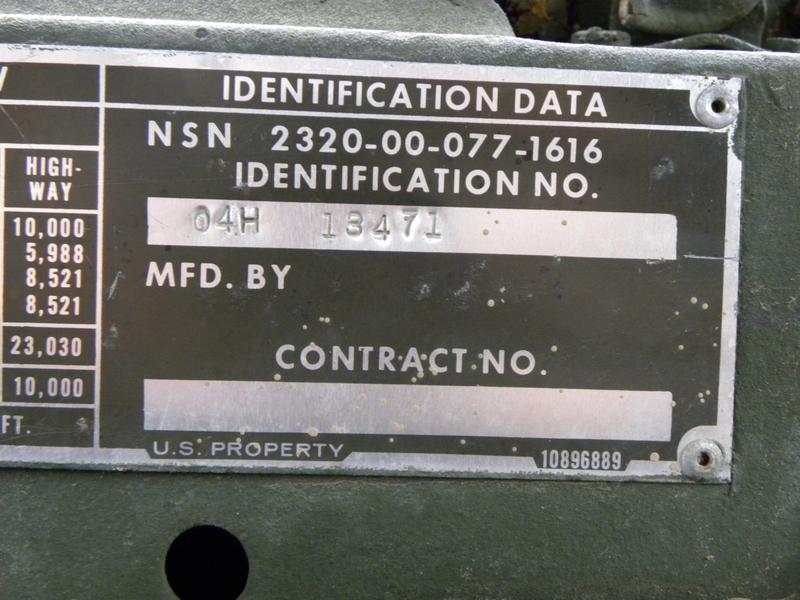 IDENTIFICATION DATA
NSN 2320-00-077-1616
IDENTIFICATION NO.
04H 13471
HIGH-
WAY
10,000
5,988
8,521
8,521
23,030
10,000
FT.
MFD. BY
CONTRACT NO.
U.S. PROPERTY
10896889